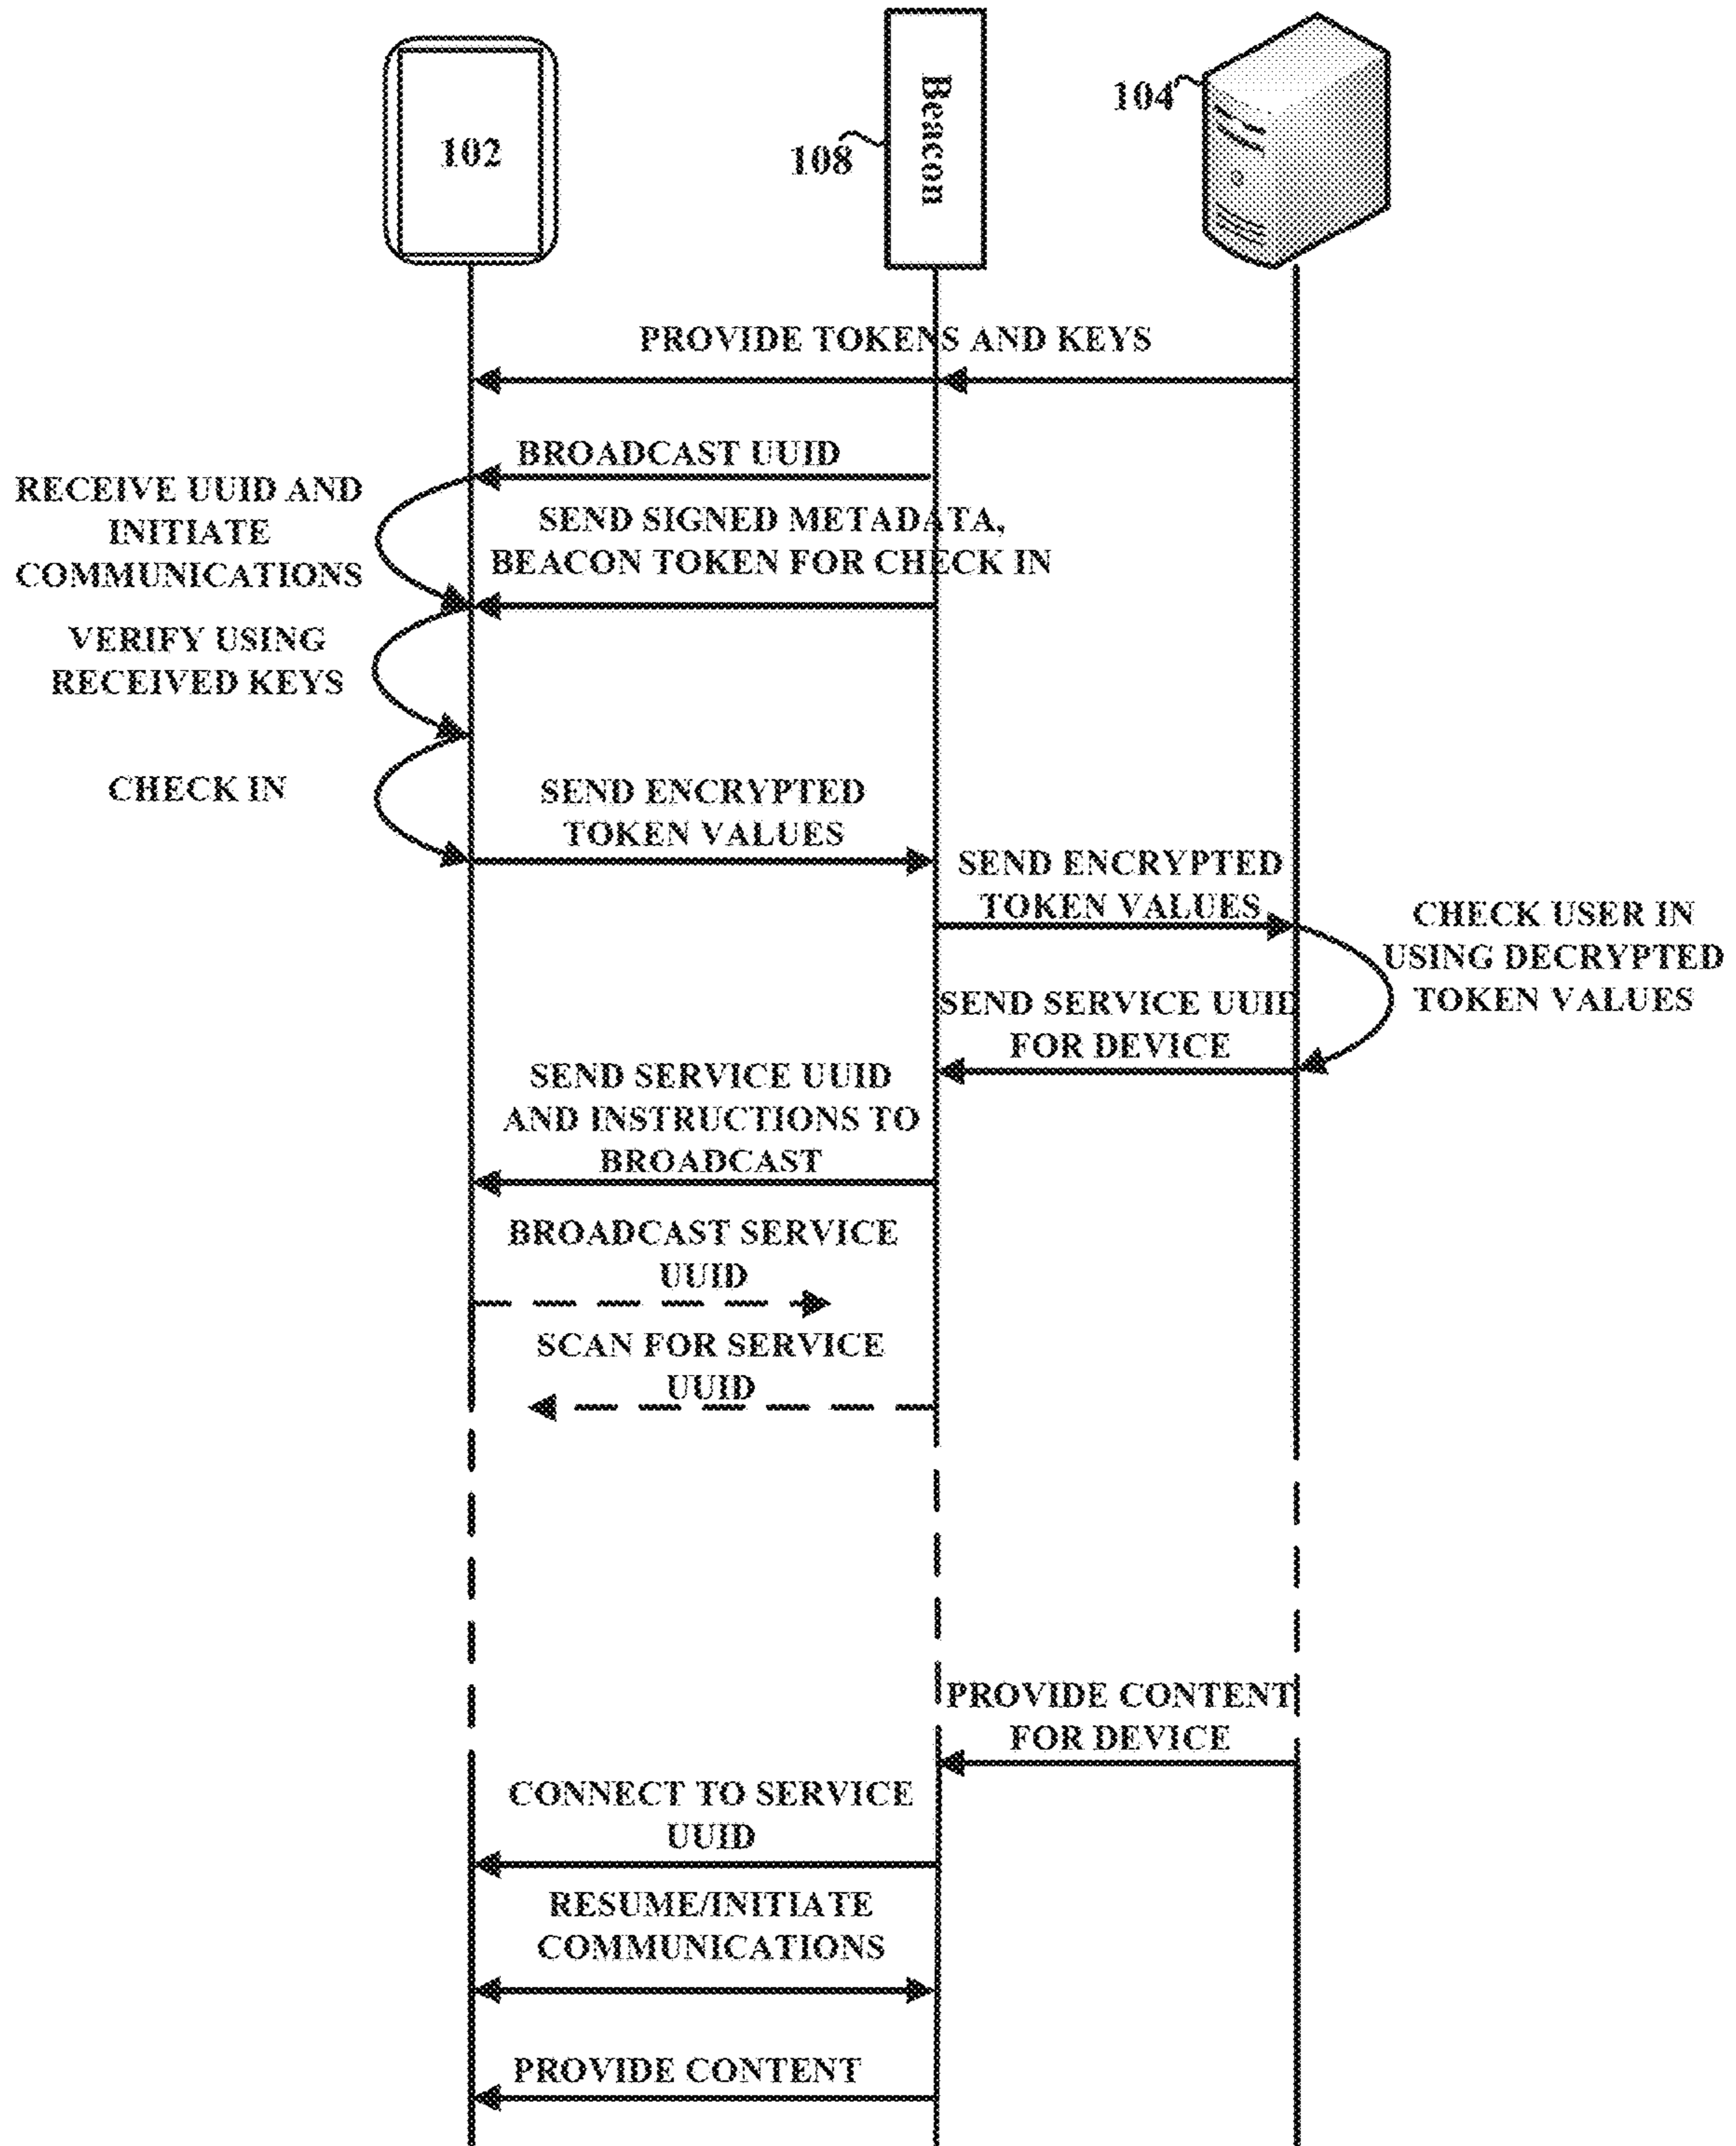 102
108
Beacon
104
PROVIDE TOKENS AND KEYS
BROADCAST UUID
RECEIVE UUID AND
INITIATE
COMMUNICATIONS
SEND SIGNED METADATA,
BEACON TOKEN FOR CHECK IN
VERIFY USING
RECEIVED KEYS
CHECK IN
SEND ENCRYPTED
TOKEN VALUES
SEND ENCRYPTED
TOKEN VALUES
CHECK USER IN
USING DECRYPTED
TOKEN VALUES
SEND SERVICE UUID
FOR DEVICE
SEND SERVICE UUID
AND INSTRUCTIONS TO
BROADCAST
BROADCAST SERVICE
UUID
SCAN FOR SERVICE
UUID
PROVIDE CONTENT
FOR DEVICE
CONNECT TO SERVICE
UUID
RESUME/INITIATE
COMMUNICATIONS
PROVIDE CONTENT